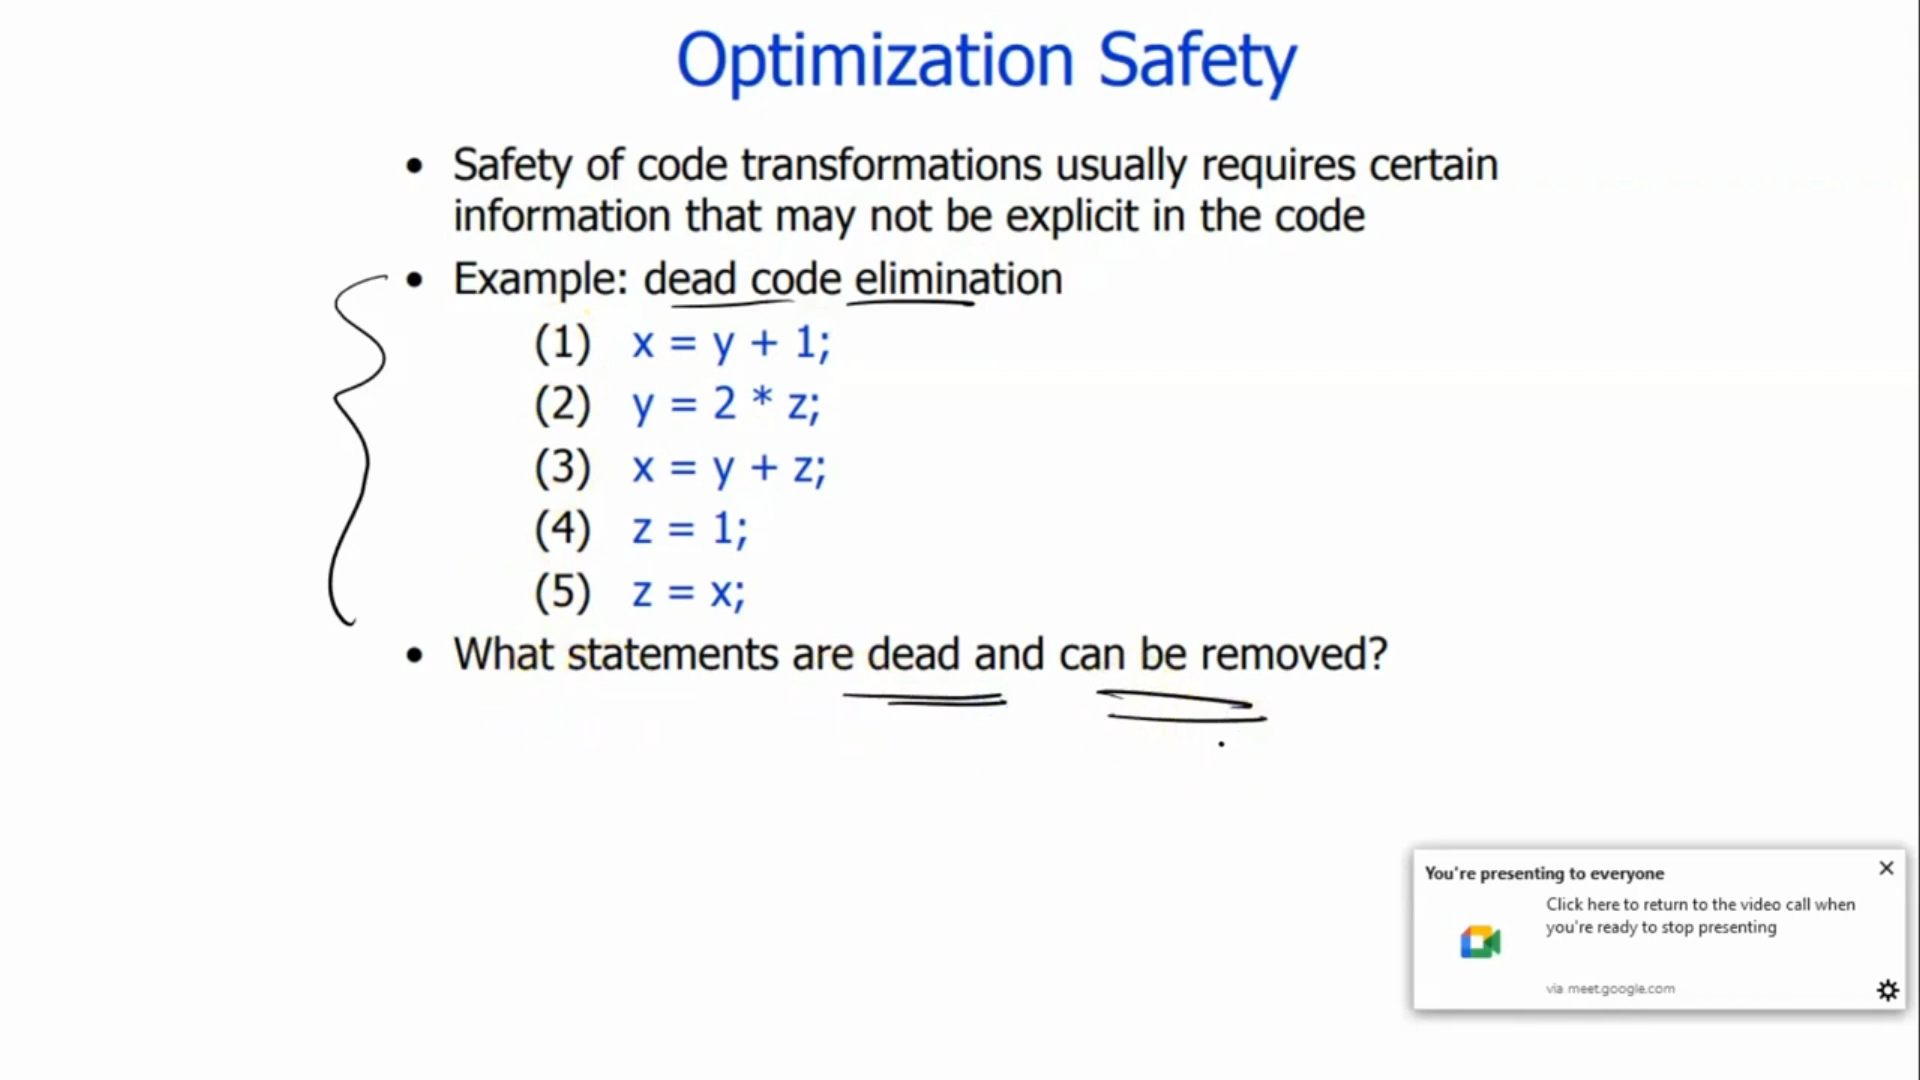 Optimization Safety
• Safety of code transformations usually requires certain
information that may not be explicit in the code
• Example: dead code elimination
(1) x = y + 1;
(2) y = 2 * z;
(3) x = y + z;
(4) z = 1;
(5) z = x;
• What statements are dead and can be removed?
You're presenting to everyone
Click here to return to the video call when
you're ready to stop presenting
via meet.google.com